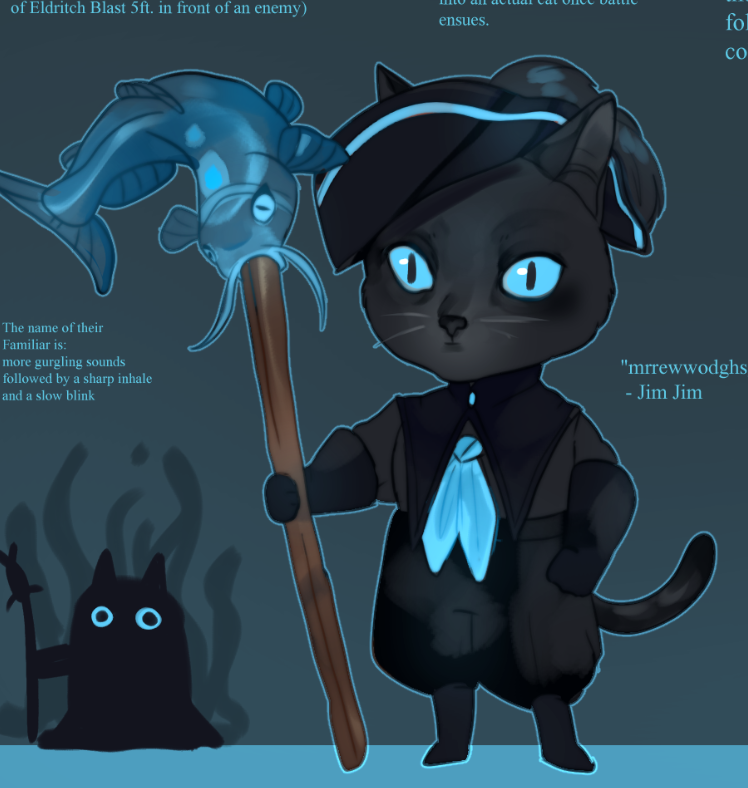 of Eldritch Blast 5ft. in front of an enemy)
into an actual cat once battle
ensues.
The name of their
Familiar is:
more gurgling sounds
followed by a sharp inhale
and a slow blink
"mrrewwodghs
- Jim Jim